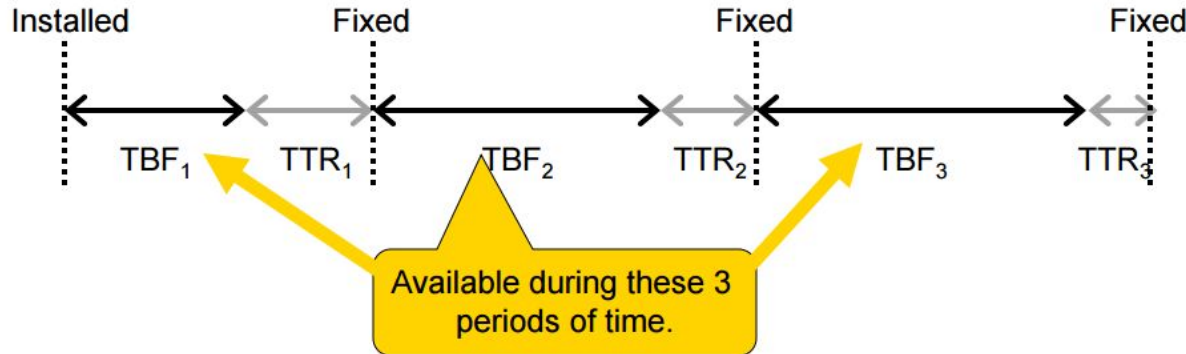 Installed Fixed Fixed Fixed
TBF₁ TTR₁ TBF₂ TTR₂ TBF₃ TTR₃
Available during these 3
periods of time.